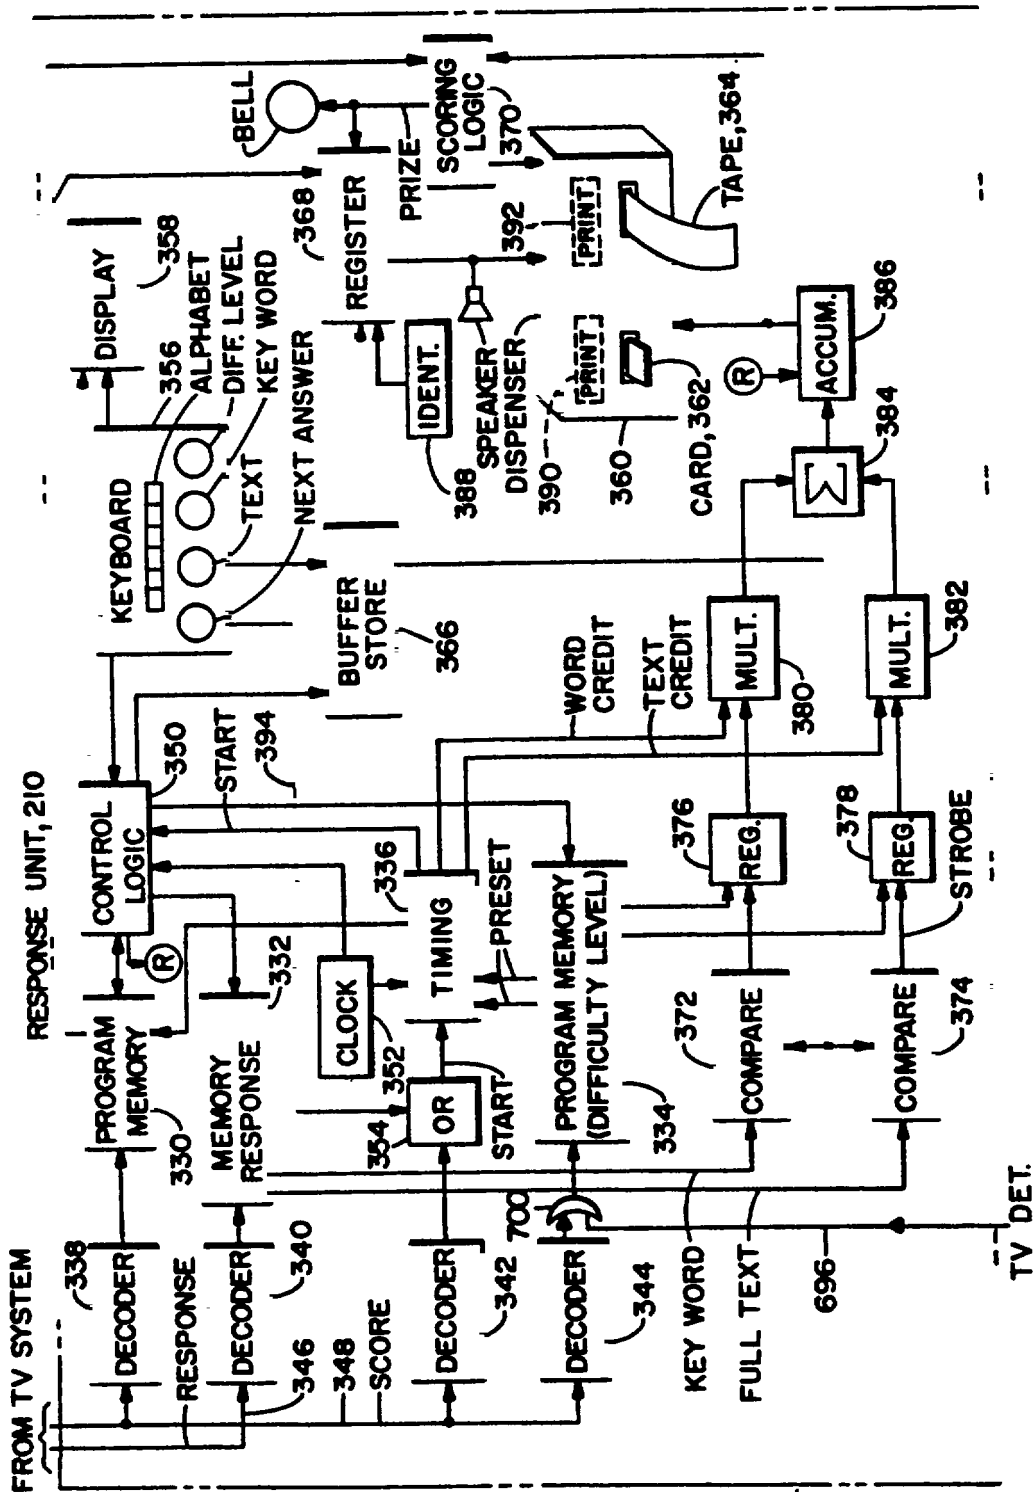 FROM TV SYSTEM
RESPONSE UNIT, 210
338
DECODER
RESPONSE
DECODER
340
346
348
SCORE
DECODER
342
DECODER
344
700
KEY WORD
FULL TEXT
696
TV DET.
PROGRAM
MEMORY
330
MEMORY
RESPONSE
332
CONTROL
LOGIC
350
R
START
394
CLOCK
352
354
OR
START
TIMING
336
PRESET
PROGRAM MEMORY
(DIFFICULTY LEVEL)
334
372
COMPARE
COMPARE
374
376
REG.
378
REG.
STROBE
WORD
CREDIT
TEXT
CREDIT
MULT.
380
MULT.
382
Σ
384
ACCUM.
386
R
KEYBOARD
356
ALPHABET
DIFF. LEVEL
KEY WORD
TEXT
NEXT ANSWER
DISPLAY
358
BUFFER
STORE
366
368
REGISTER
IDENT.
388
SPEAKER
DISPENSER
390
PRINT
360
CARD, 362
392
PRINT
TAPE, 364
BELL
PRIZE
SCORING
LOGIC
370